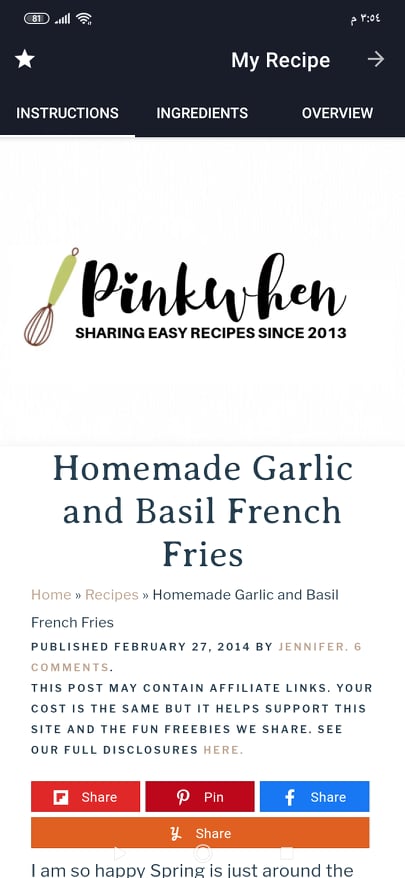 81
٣:٥٤ م
My Recipe
INSTRUCTIONS
INGREDIENTS
OVERVIEW
Pinkwhen
SHARING EASY RECIPES SINCE 2013
Homemade Garlic
and Basil French
Fries
Home » Recipes » Homemade Garlic and Basil
French Fries
PUBLISHED FEBRUARY 27, 2014 BY JENNIFER. 6
COMMENTS.
THIS POST MAY CONTAIN AFFILIATE LINKS. YOUR
COST IS THE SAME BUT IT HELPS SUPPORT THIS
SITE AND THE FUN FREEBIES WE SHARE. SEE
OUR FULL DISCLOSURES HERE.
Share
Pin
Share
Share
I am so happy Spring is just around the